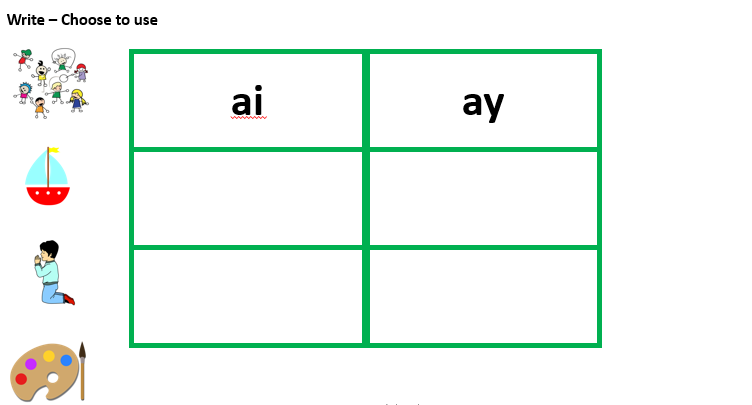 Write – Choose to use
ai
ay